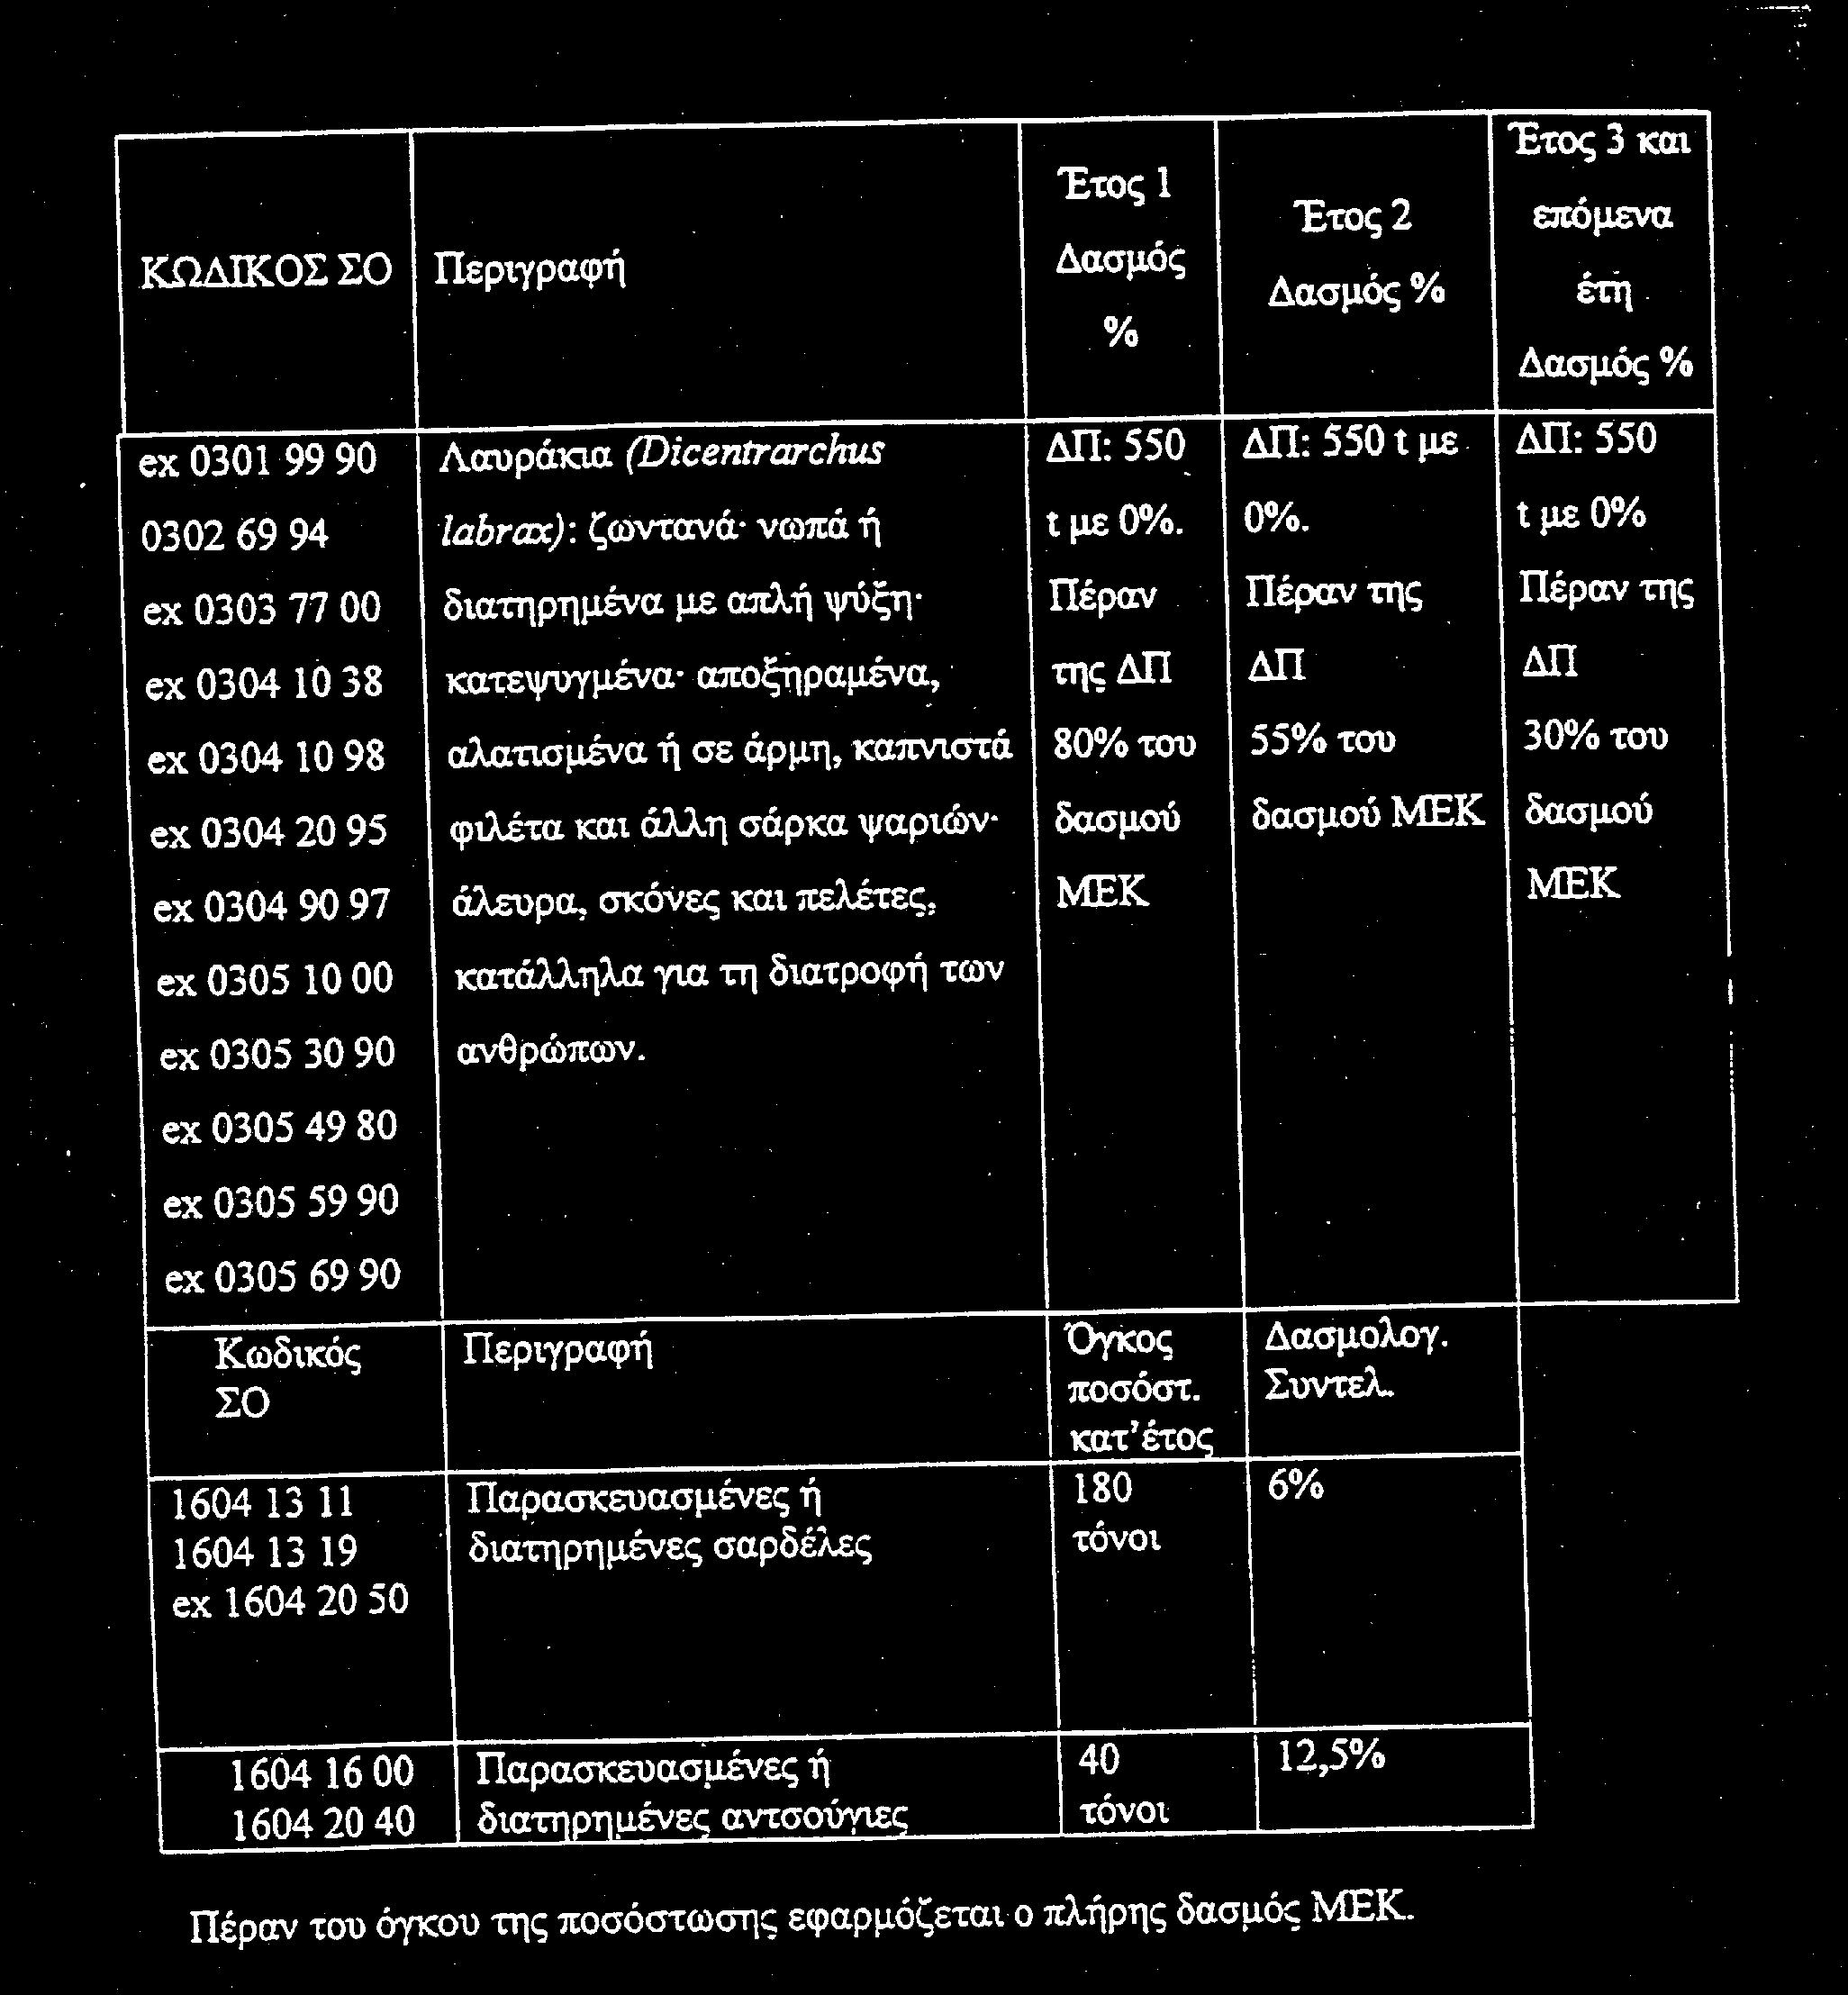 ΚΩΔΙΚΟΣ ΣΟ
Περιγραφή
Έτος 1
Δασμός
%
Έτος 2
Δασμός %
Έτος 3 και
επόμενα
έτη
Δασμός %
ex 0301 99 90
0302 69 94
ex 0303 77 00
ex 0304 10 38
ex 0304 10 98
ex 0304 20 95
ex 0304 90 97
ex 0305 10 00
ex 0305 30 90
ex 0305 49 80
ex 0305 59 90
ex 0305 69 90
Λαυράκια (Dicentrarchus
labrax): ζωντανά· νωπά ή
διατηρημένα με απλή ψύξη·
κατεψυγμένα· αποξηραμένα,
αλατισμένα ή σε άρμη, καπνιστά
φιλέτα και άλλη σάρκα ψαριών·
άλευρα, σκόνες και πελέτες,
κατάλληλα για τη διατροφή των
ανθρώπων.
ΔΠ: 550
t με 0%.
Πέραν
της ΔΠ
80% του
δασμού
ΜΕΚ
ΔΠ: 550 t με
0%.
Πέραν της
ΔΠ
55% του
δασμού ΜΕΚ
ΔΠ: 550
t με 0%
Πέραν της
ΔΠ
30% του
δασμού
ΜΕΚ
Κωδικός
ΣΟ
Περιγραφή
Όγκος
ποσόστ.
κατ’έτος
Δασμολογ.
Συντελ.
1604 13 11
1604 13 19
ex 1604 20 50
Παρασκευασμένες ή
διατηρημένες σαρδέλες
180
τόνοι
6%
1604 16 00
1604 20 40
Παρασκευασμένες ή
διατηρημένες αντσούγιες
40
τόνοι
12,5%
Πέραν του όγκου της ποσόστωσης εφαρμόζεται ο πλήρης δασμός ΜΕΚ.